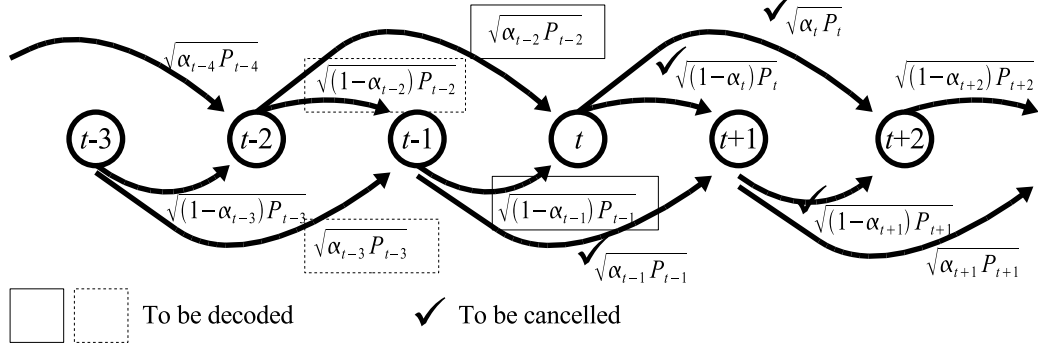 √α_{t−2} P_{t−2}
√α_t P_t
√α_{t−4} P_{t−4}
√(1−α_{t−2}) P_{t−2}
√(1−α_t) P_t
√(1−α_{t+2}) P_{t+2}
t-3
t-2
t-1
t
t+1
t+2
√(1−α_{t−3}) P_{t−3}
√(1−α_{t−1}) P_{t−1}
√(1−α_{t+1}) P_{t+1}
√α_{t−3} P_{t−3}
√α_{t−1} P_{t−1}
√α_{t+1} P_{t+1}
To be decoded
To be cancelled